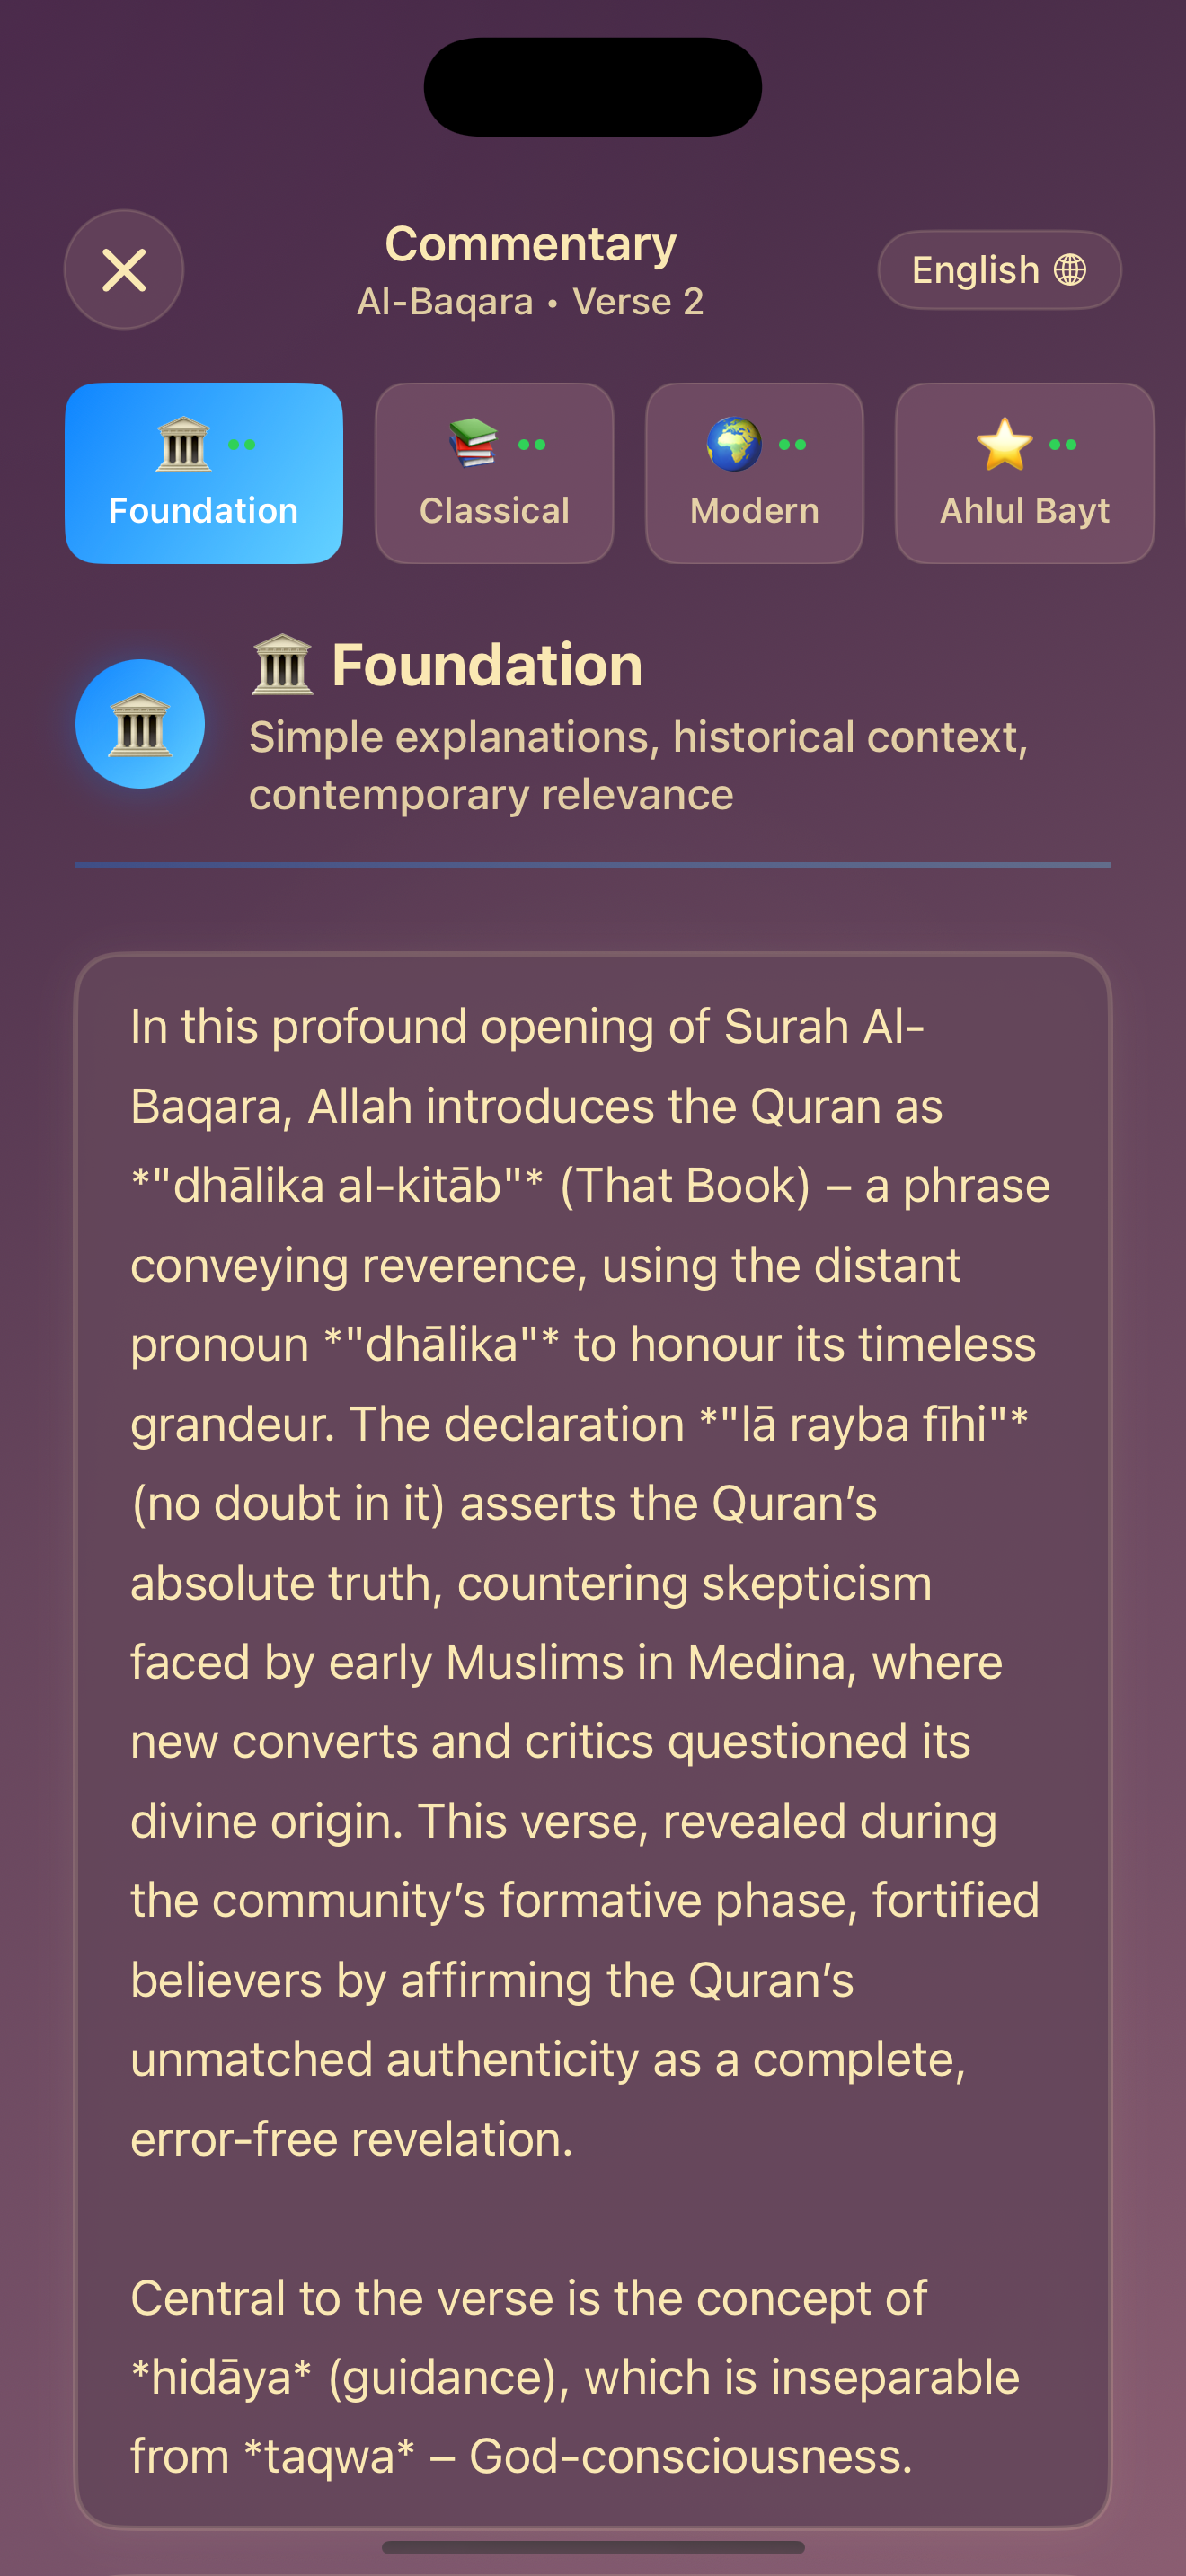 Commentary
Al-Baqara • Verse 2
English
Foundation
Classical
Modern
Ahlul Bayt
Foundation
Simple explanations, historical context,
contemporary relevance
In this profound opening of Surah Al-
Baqara, Allah introduces the Quran as
*"dhālika al-kitāb"* (That Book) – a phrase
conveying reverence, using the distant
pronoun *"dhālika"* to honour its timeless
grandeur. The declaration *"lā rayba fīhi"*
(no doubt in it) asserts the Quran’s
absolute truth, countering skepticism
faced by early Muslims in Medina, where
new converts and critics questioned its
divine origin. This verse, revealed during
the community’s formative phase, fortified
believers by affirming the Quran’s
unmatched authenticity as a complete,
error-free revelation.
Central to the verse is the concept of
*hidāya* (guidance), which is inseparable
from *taqwa* – God-consciousness.